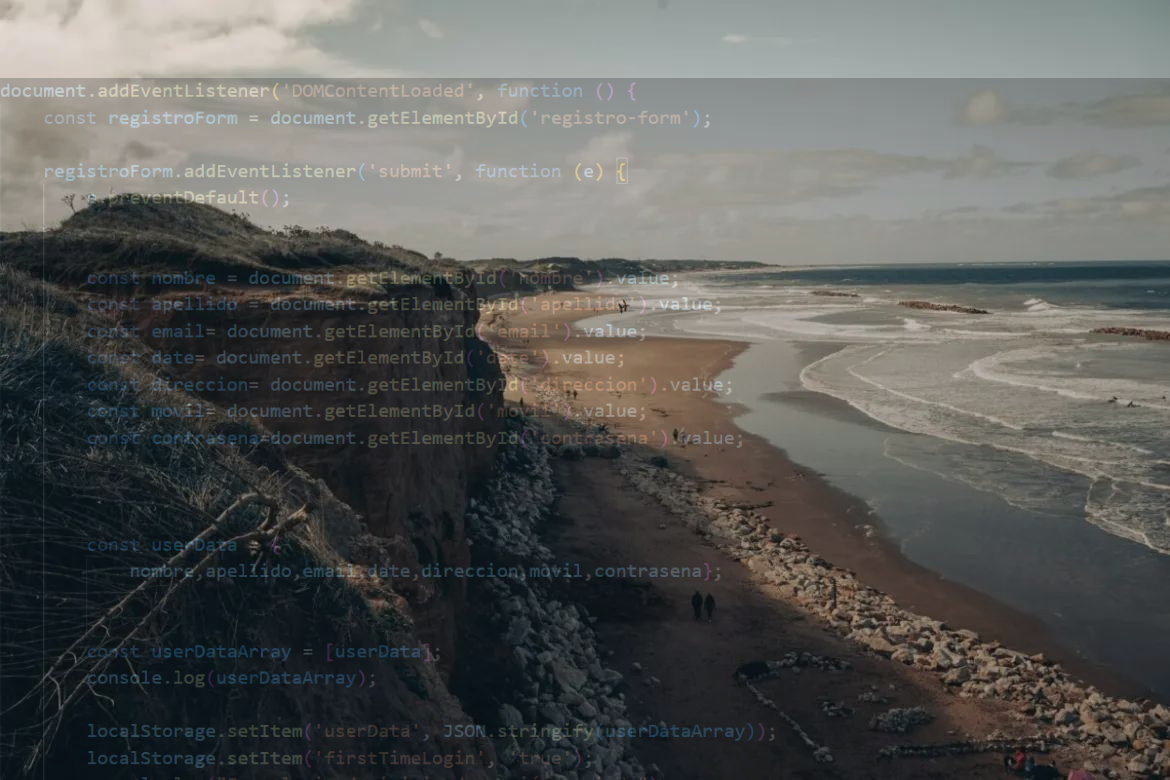 document.addEventListener('DOMContentLoaded', function () {
const registroForm = document.getElementById('registro-form');
registroForm.addEventListener('submit', function (e) {
e.preventDefault();
const nombre = document.getElementById('nombre').value;
const apellido = document.getElementById('apellido').value;
const email = document.getElementById('email').value;
const date= document.getElementById('date').value;
const direccion= document.getElementById('direccion').value;
const movil= document.getElementById('movil').value;
const contrasena=document.getElementById('contrasena').value;
const userData
nombre,apelido,email,date,direccion,movil,contrasena};
const userDataArray = [userData];
console.log(userDataArray);
localStorage.setItem('userData', JSON.stringify(userDataArray));
localStorage.setItem('firstTimeLogin', 'true');